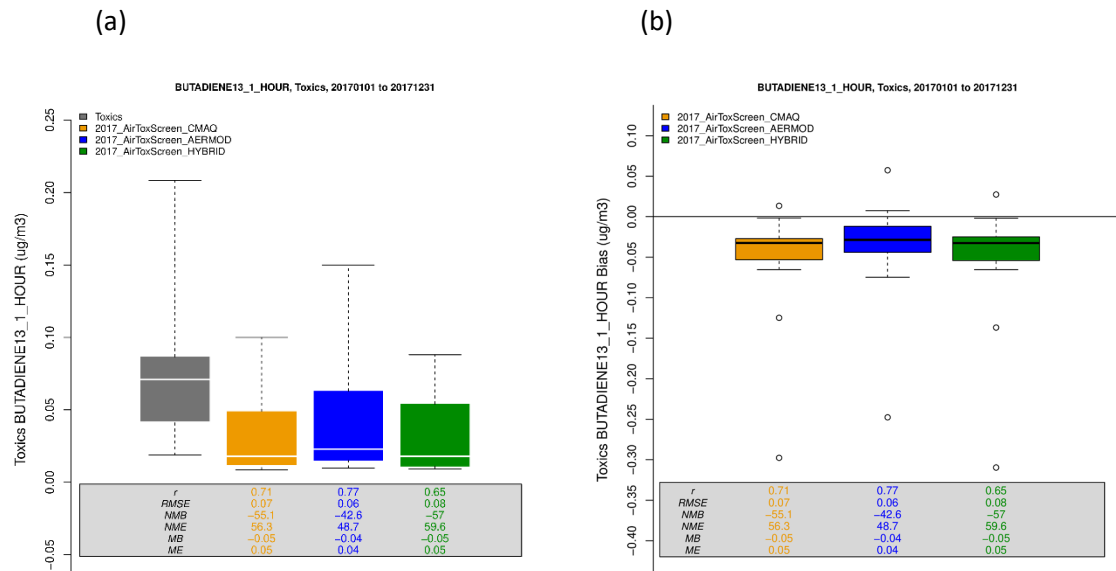 (a)
BUTADIENE13_1_HOUR, Toxics, 20170101 to 20171231
Toxics
2017_AirToxScreen_CMAQ
2017_AirToxScreen_AERMOD
2017_AirToxScreen_HYBRID
Toxics BUTADIENE13_1_HOUR (ug/m3)
0.25
0.20
0.15
0.10
0.05
0.00
−0.05
r 0.71 0.77 0.65
RMSE 0.07 0.06 0.08
NMB −55.1 −42.6 −57
NME 56.3 48.7 59.6
MB −0.05 −0.04 −0.05
ME 0.05 0.04 0.05
(b)
BUTADIENE13_1_HOUR, Toxics, 20170101 to 20171231
2017_AirToxScreen_CMAQ
2017_AirToxScreen_AERMOD
2017_AirToxScreen_HYBRID
Toxics BUTADIENE13_1_HOUR Bias (ug/m3)
0.10
0.05
0.00
−0.05
−0.10
−0.15
−0.20
−0.25
−0.30
−0.35
−0.40
r 0.71 0.77 0.65
RMSE 0.07 0.06 0.08
NMB −55.1 −42.6 −57
NME 56.3 48.7 59.6
MB −0.05 −0.04 −0.05
ME 0.05 0.04 0.05